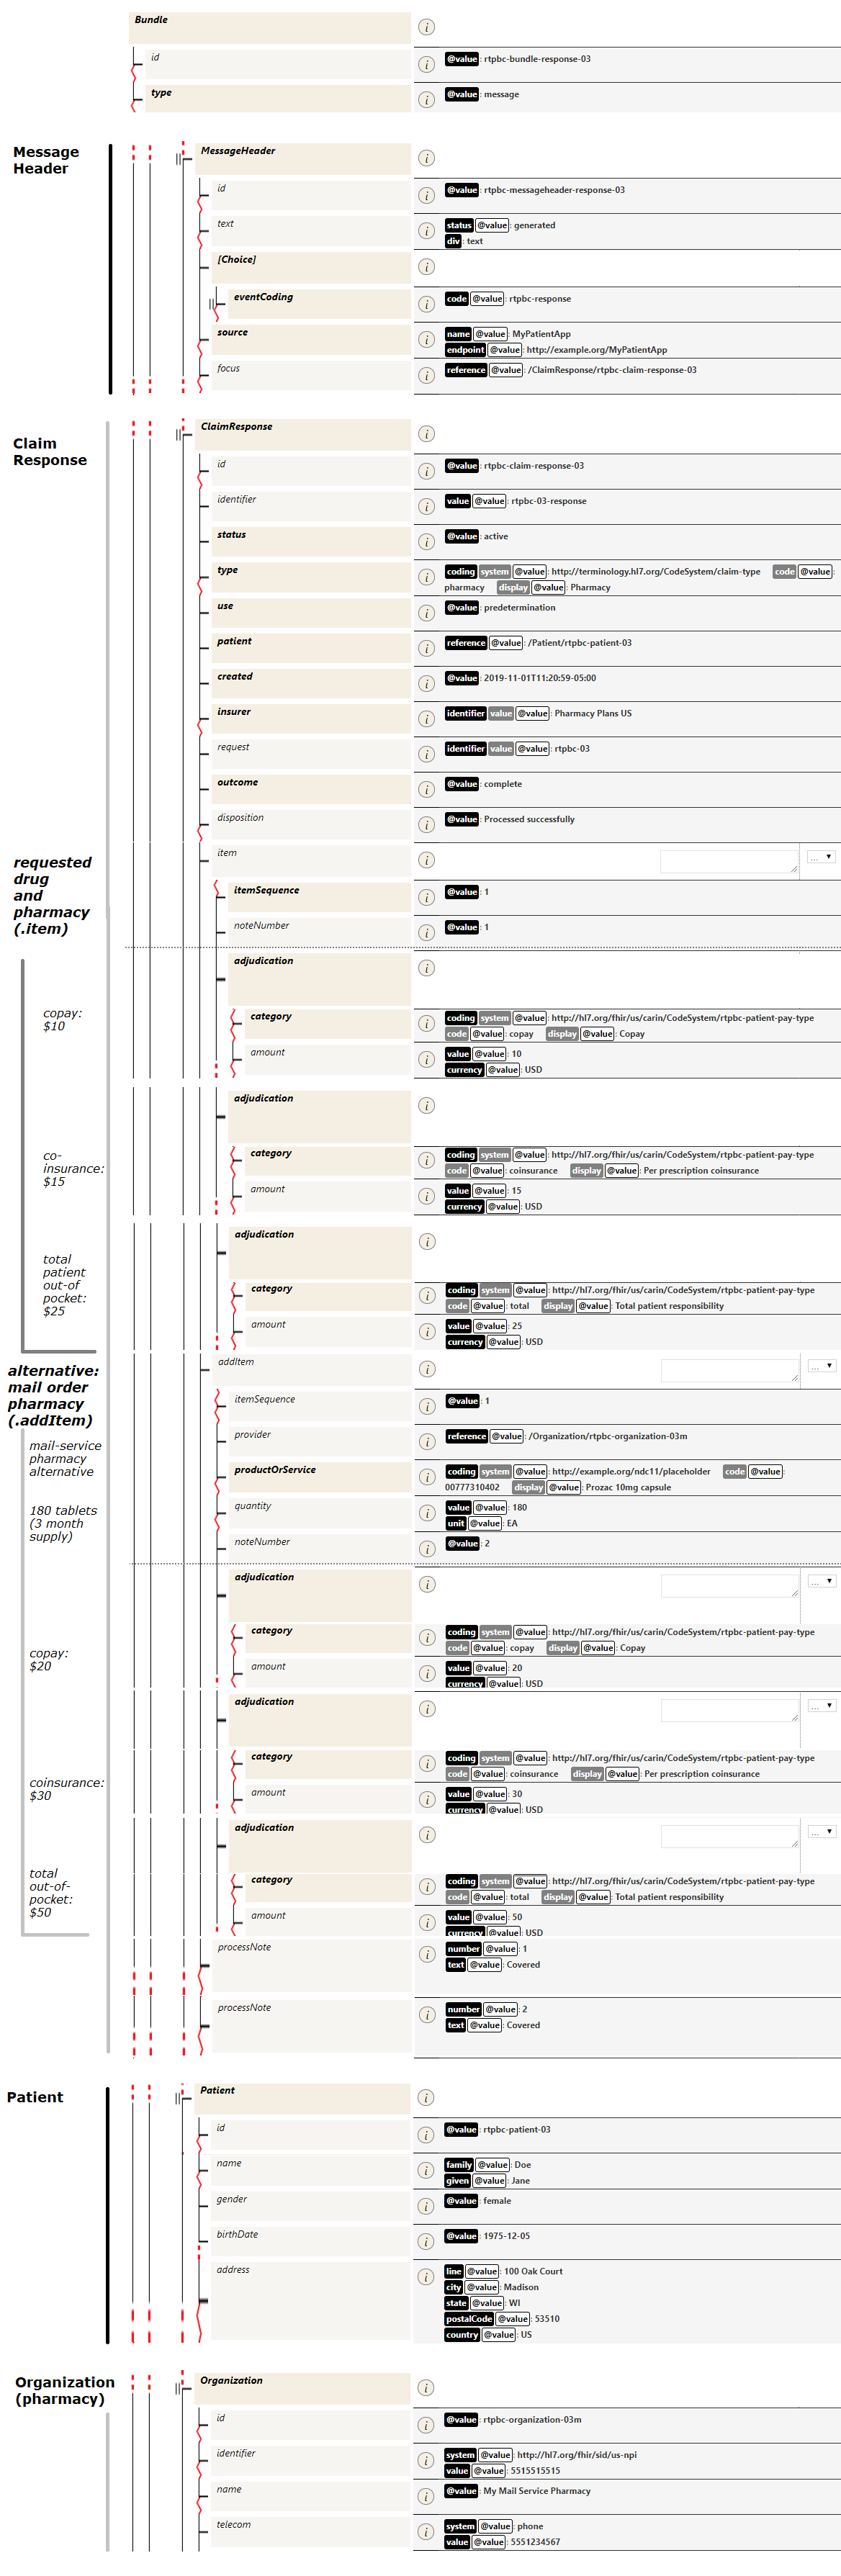 Bundle
id @value : rtpbc-bundle-response-03
type @value : message
Message
Header
MessageHeader
id @value : rtpbc-messageheader-response-03
text status @value : generated
div : text
[Choice]
eventCoding code @value : rtpbc-response
source name @value : MyPatientApp
endpoint @value : http://example.org/MyPatientApp
focus reference @value : /ClaimResponse/rtpbc-claim-response-03
Claim
Response
ClaimResponse
id @value : rtpbc-claim-response-03
identifier value @value : rtpbc-03-response
status @value : active
type coding system @value : http://terminology.hl7.org/CodeSystem/claim-type code @value :
pharmacy display @value : Pharmacy
use @value : predetermination
patient reference @value : /Patient/rtpbc-patient-03
created @value : 2019-11-01T11:20:59-05:00
insurer identifier value @value : Pharmacy Plans US
request identifier value @value : rtpbc-03
outcome @value : complete
disposition @value : Processed successfully
requested
drug
and
pharmacy
(.item)
item ...
itemSequence @value : 1
noteNumber @value : 1
adjudication
copay:
$10
category coding system @value : http://hl7.org/fhir/us/carin/CodeSystem/rtpbc-patient-pay-type
code @value : copay display @value : Copay
amount value @value : 10
currency @value : USD
adjudication
co-
insurance:
$15
category coding system @value : http://hl7.org/fhir/us/carin/CodeSystem/rtpbc-patient-pay-type
code @value : coinsurance display @value : Per prescription coinsurance
amount value @value : 15
currency @value : USD
adjudication
total
patient
out-of
pocket:
$25
category coding system @value : http://hl7.org/fhir/us/carin/CodeSystem/rtpbc-patient-pay-type
code @value : total display @value : Total patient responsibility
amount value @value : 25
currency @value : USD
alternative:
mail order
pharmacy
(.addItem)
addItem ...
itemSequence @value : 1
provider reference @value : /Organization/rtpbc-organization-03m
mail-service
pharmacy
alternative
productOrService coding system @value : http://example.org/ndc11/placeholder code @value :
00777310402 display @value : Prozac 10mg capsule
180 tablets
(3 month
supply)
quantity value @value : 180
unit @value : EA
noteNumber @value : 2
adjudication ...
copay:
$20
category coding system @value : http://hl7.org/fhir/us/carin/CodeSystem/rtpbc-patient-pay-type
code @value : copay display @value : Copay
amount value @value : 20
currency @value : USD
adjudication ...
coinsurance:
$30
category coding system @value : http://hl7.org/fhir/us/carin/CodeSystem/rtpbc-patient-pay-type
code @value : coinsurance display @value : Per prescription coinsurance
amount value @value : 30
currency @value : USD
adjudication ...
total
out-of-
pocket:
$50
category coding system @value : http://hl7.org/fhir/us/carin/CodeSystem/rtpbc-patient-pay-type
code @value : total display @value : Total patient responsibility
amount value @value : 50
currency @value : USD
processNote number @value : 1
text @value : Covered
processNote number @value : 2
text @value : Covered
Patient
Patient
id @value : rtpbc-patient-03
name family @value : Doe
given @value : Jane
gender @value : female
birthDate @value : 1975-12-05
address line @value : 100 Oak Court
city @value : Madison
state @value : WI
postalCode @value : 53510
country @value : US
Organization
(pharmacy)
Organization
id @value : rtpbc-organization-03m
identifier system @value : http://hl7.org/fhir/sid/us-npi
value @value : 5515515515
name @value : My Mail Service Pharmacy
telecom system @value : phone
value @value : 5551234567